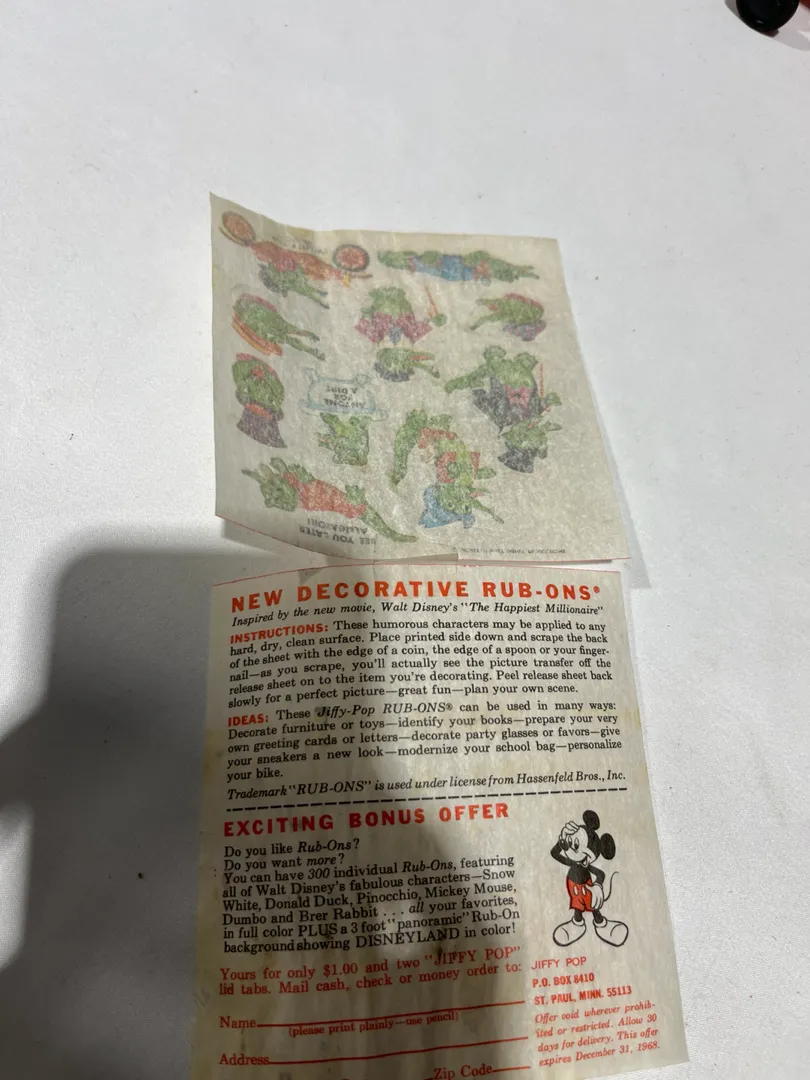 SEE YOU LATER
ALLIGATOR!
A DIET
FOR
ANTOINE
NEW DECORATIVE RUB-ONS®
Inspired by the new movie, Walt Disney's "The Happiest Millionaire"
INSTRUCTIONS: These humorous characters may be applied to any
hard, dry, clean surface. Place printed side down and scrape the back
of the sheet with the edge of a coin, the edge of a spoon or your finger-
nail—as you scrape, you'll actually see the picture transfer off the
release sheet on to the item you're decorating. Peel release sheet back
slowly for a perfect picture—great fun—plan your own scene.
IDEAS: These Jiffy-Pop RUB-ONS® can be used in many ways:
Decorate furniture or toys—identify your books—prepare your very
own greeting cards or letters—decorate party glasses or favors—give
your sneakers a new look—modernize your school bag—personalize
your bike.
Trademark "RUB-ONS" is used under license from Hassenfeld Bros., Inc.
EXCITING BONUS OFFER
Do you like Rub-Ons?
Do you want more?
You can have 300 individual Rub-Ons, featuring
all of Walt Disney's fabulous characters—Snow
White, Donald Duck, Pinocchio, Mickey Mouse,
Dumbo and Brer Rabbit . . . all your favorites,
in full color PLUS a 3 foot "panoramic" Rub-On
background showing DISNEYLAND in color!
Yours for only $1.00 and two "JIFFY POP"
lid tabs. Mail cash, check or money order to:
JIFFY POP
P.O. BOX 8410
ST. PAUL, MINN. 55113
Offer void wherever prohib-
ited or restricted. Allow 30
days for delivery. This offer
expires December 31, 1968.
Name
(please print plainly—use pencil)
Address
Zip Code